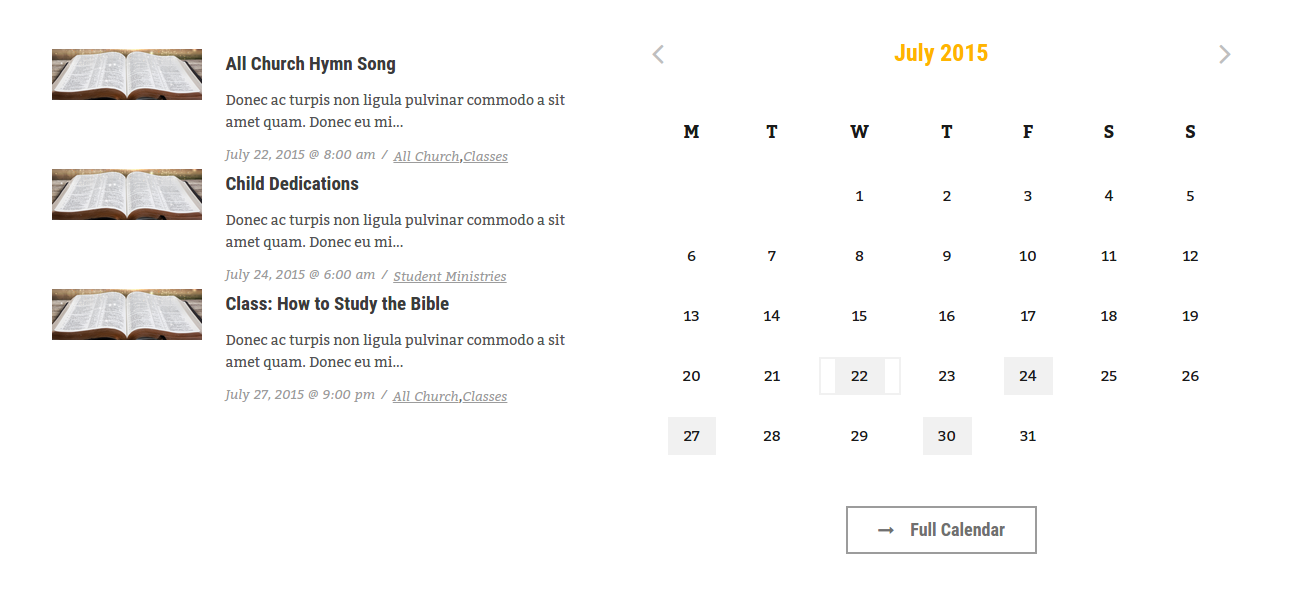 All Church Hymn Song
Donec ac turpis non ligula pulvinar commodo a sit
amet quam. Donec eu mi...
July 22, 2015 @ 8:00 am / All Church,Classes
Child Dedications
Donec ac turpis non ligula pulvinar commodo a sit
amet quam. Donec eu mi...
July 24, 2015 @ 6:00 am / Student Ministries
Class: How to Study the Bible
Donec ac turpis non ligula pulvinar commodo a sit
amet quam. Donec eu mi...
July 27, 2015 @ 9:00 pm / All Church,Classes
July 2015
M T W T F S S
1 2 3 4 5
6 7 8 9 10 11 12
13 14 15 16 17 18 19
20 21 22 23 24 25 26
27 28 29 30 31
Full Calendar